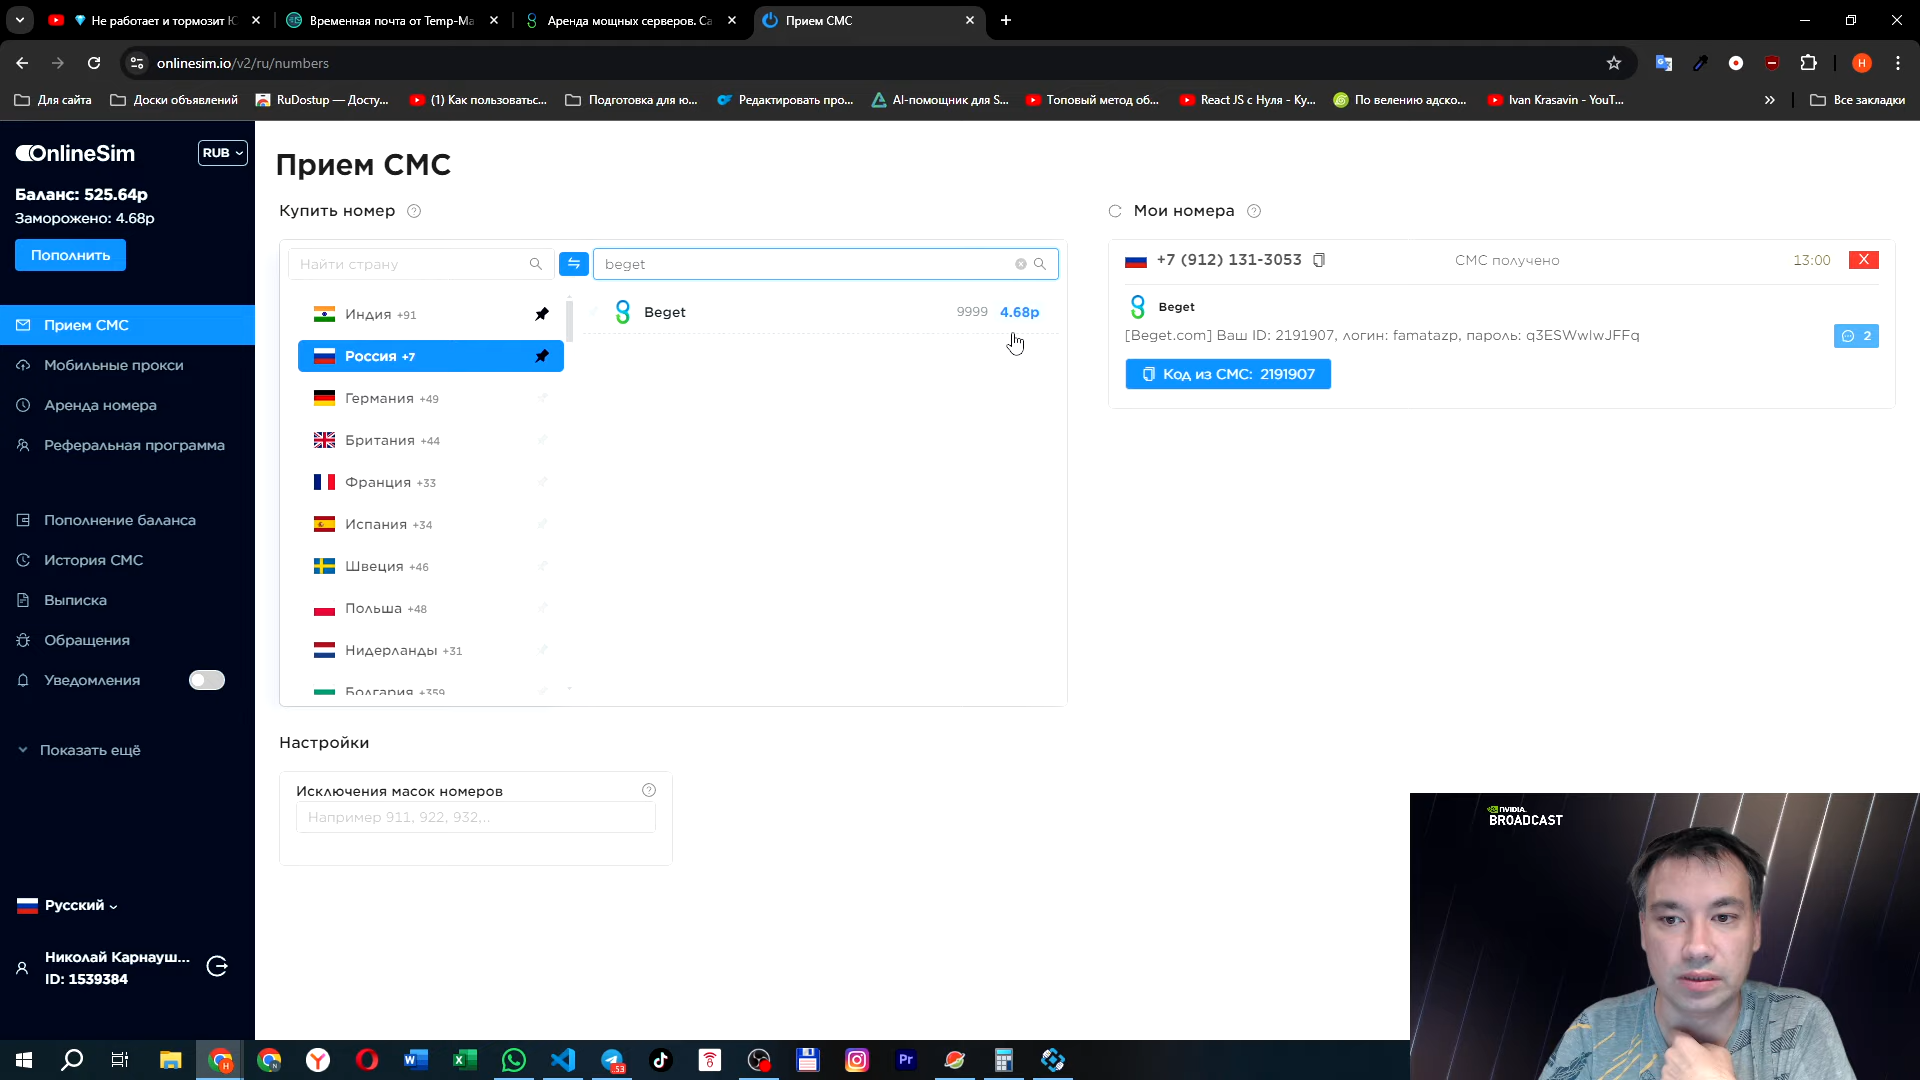 Не работает и тормозит Ю
Временная почта от Temp-Ma
Аренда мощных серверов. Са
Прием СМС
onlinesim.io/v2/ru/numbers
Для сайта
Доски объявлений
RuDostup — Досту...
(1) Как пользоватьс...
Подготовка для ю...
Редактировать про...
AI-помощник для S...
Топовый метод об...
React JS с Нуля - Ку...
По велению адско...
Ivan Krasavin - YouT...
Все закладки
OnlineSim
RUB
Баланс: 525.64р
Заморожено: 4.68р
Пополнить
Прием СМС
Мобильные прокси
Аренда номера
Реферальная программа
Пополнение баланса
История СМС
Выписка
Обращения
Уведомления
Показать ещё
Русский
Николай Карнауш...
ID: 1539384
Прием СМС
Купить номер
Найти страну
beget
Индия +91
Россия +7
Германия +49
Британия +44
Франция +33
Испания +34
Швеция +46
Польша +48
Нидерланды +31
Болгария +359
Beget
9999 4.68р
Настройки
Исключения масок номеров
Например 911, 922, 932,..
Мои номера
+7 (912) 131-3053
СМС получено
13:00
X
Beget
[Beget.com] Ваш ID: 2191907, логин: famatazp, пароль: q3ESWwlwJFFq
2
Код из СМС: 2191907
NVIDIA
BROADCAST
53